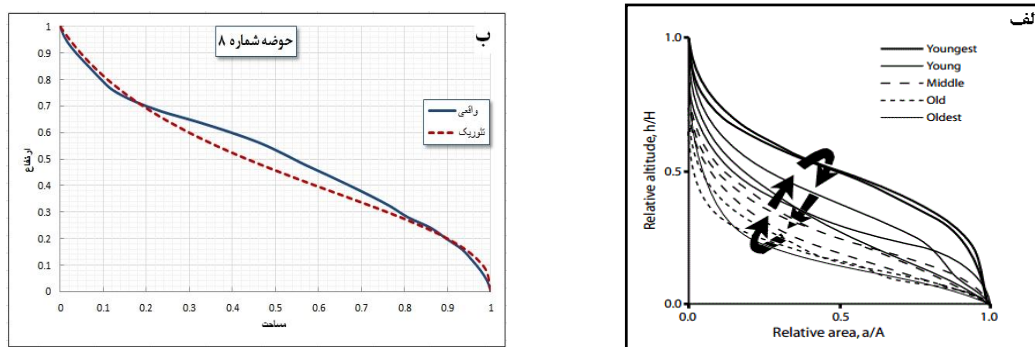 الف
Youngest
Young
Middle
Old
Oldest
Relative altitude, h/H
1.0
0.5
0.0
0.0 0.5 1.0
Relative area, a/A
ب
حوضه شماره ۸
واقعی
تئوریک
ارتفاع
1
0.9
0.8
0.7
0.6
0.5
0.4
0.3
0.2
0.1
0
0 0.1 0.2 0.3 0.4 0.5 0.6 0.7 0.8 0.9 1
مساحت